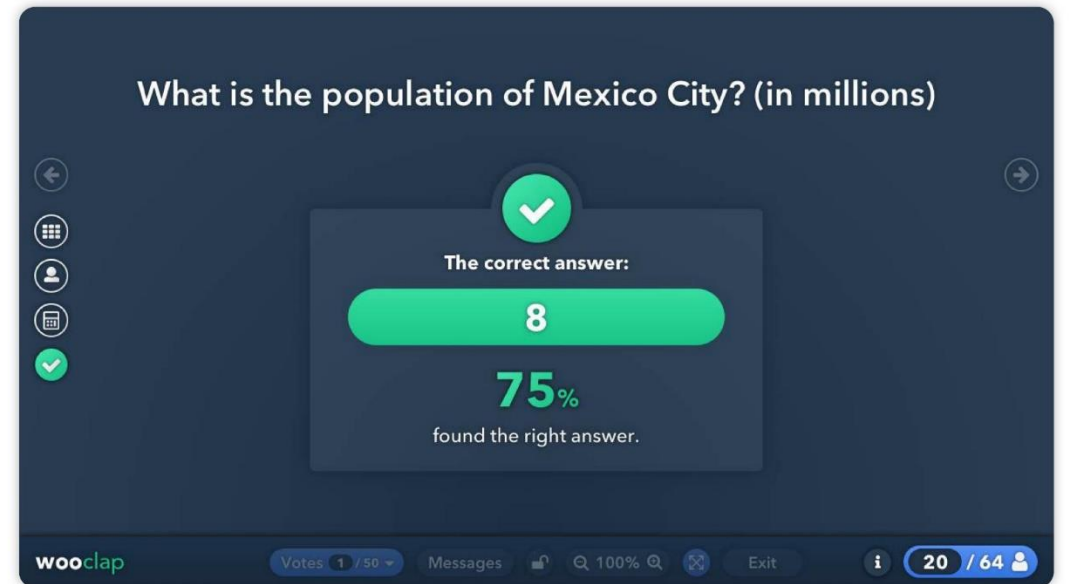 What is the population of Mexico City? (in millions)
The correct answer:
8
75%
found the right answer.
wooclap
Votes 1 / 50
Messages
100%
Exit
i
20 / 64